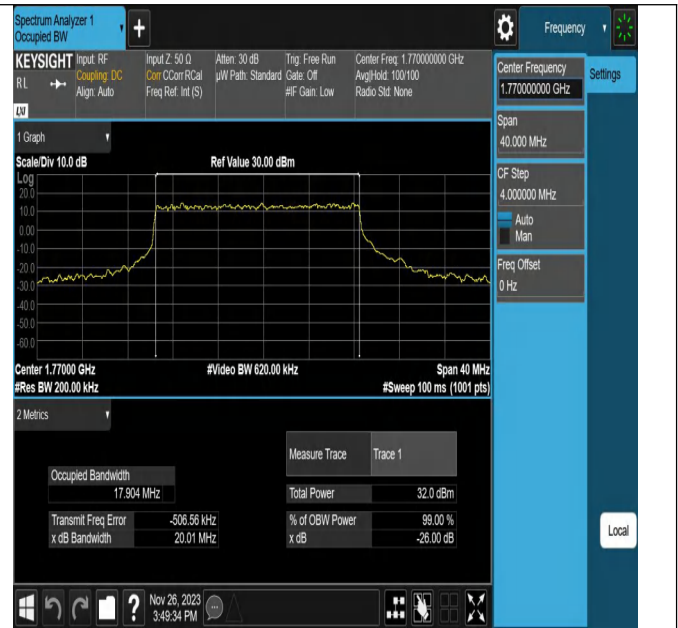 Spectrum Analyzer 1
Occupied BW
Frequency
KEYSIGHT
RL
LXI
Input: RF
Coupling: DC
Align: Auto
Input Z: 50 Ω
Corr CCorr RCal
Freq Ref: Int (S)
Atten: 30 dB
µW Path: Standard
Trig: Free Run
Gate: Off
#IF Gain: Low
Center Freq: 1.770000000 GHz
Avg|Hold: 100/100
Radio Std: None
Center Frequency
1.770000000 GHz
Settings
Span
40.000 MHz
CF Step
4.000000 MHz
Auto
Man
Freq Offset
0 Hz
Local
1 Graph
Scale/Div 10.0 dB
Ref Value 30.00 dBm
Log
20.0
10.0
0.00
-10.0
-20.0
-30.0
-40.0
-50.0
-60.0
Center 1.77000 GHz
#Video BW 620.00 kHz
Span 40 MHz
#Res BW 200.00 kHz
#Sweep 100 ms (1001 pts)
2 Metrics
Measure Trace
Trace 1
Occupied Bandwidth
17.904 MHz
Total Power
32.0 dBm
Transmit Freq Error
-506.56 kHz
% of OBW Power
99.00 %
x dB Bandwidth
20.01 MHz
x dB
-26.00 dB
?
Nov 26, 2023
3:49:34 PM